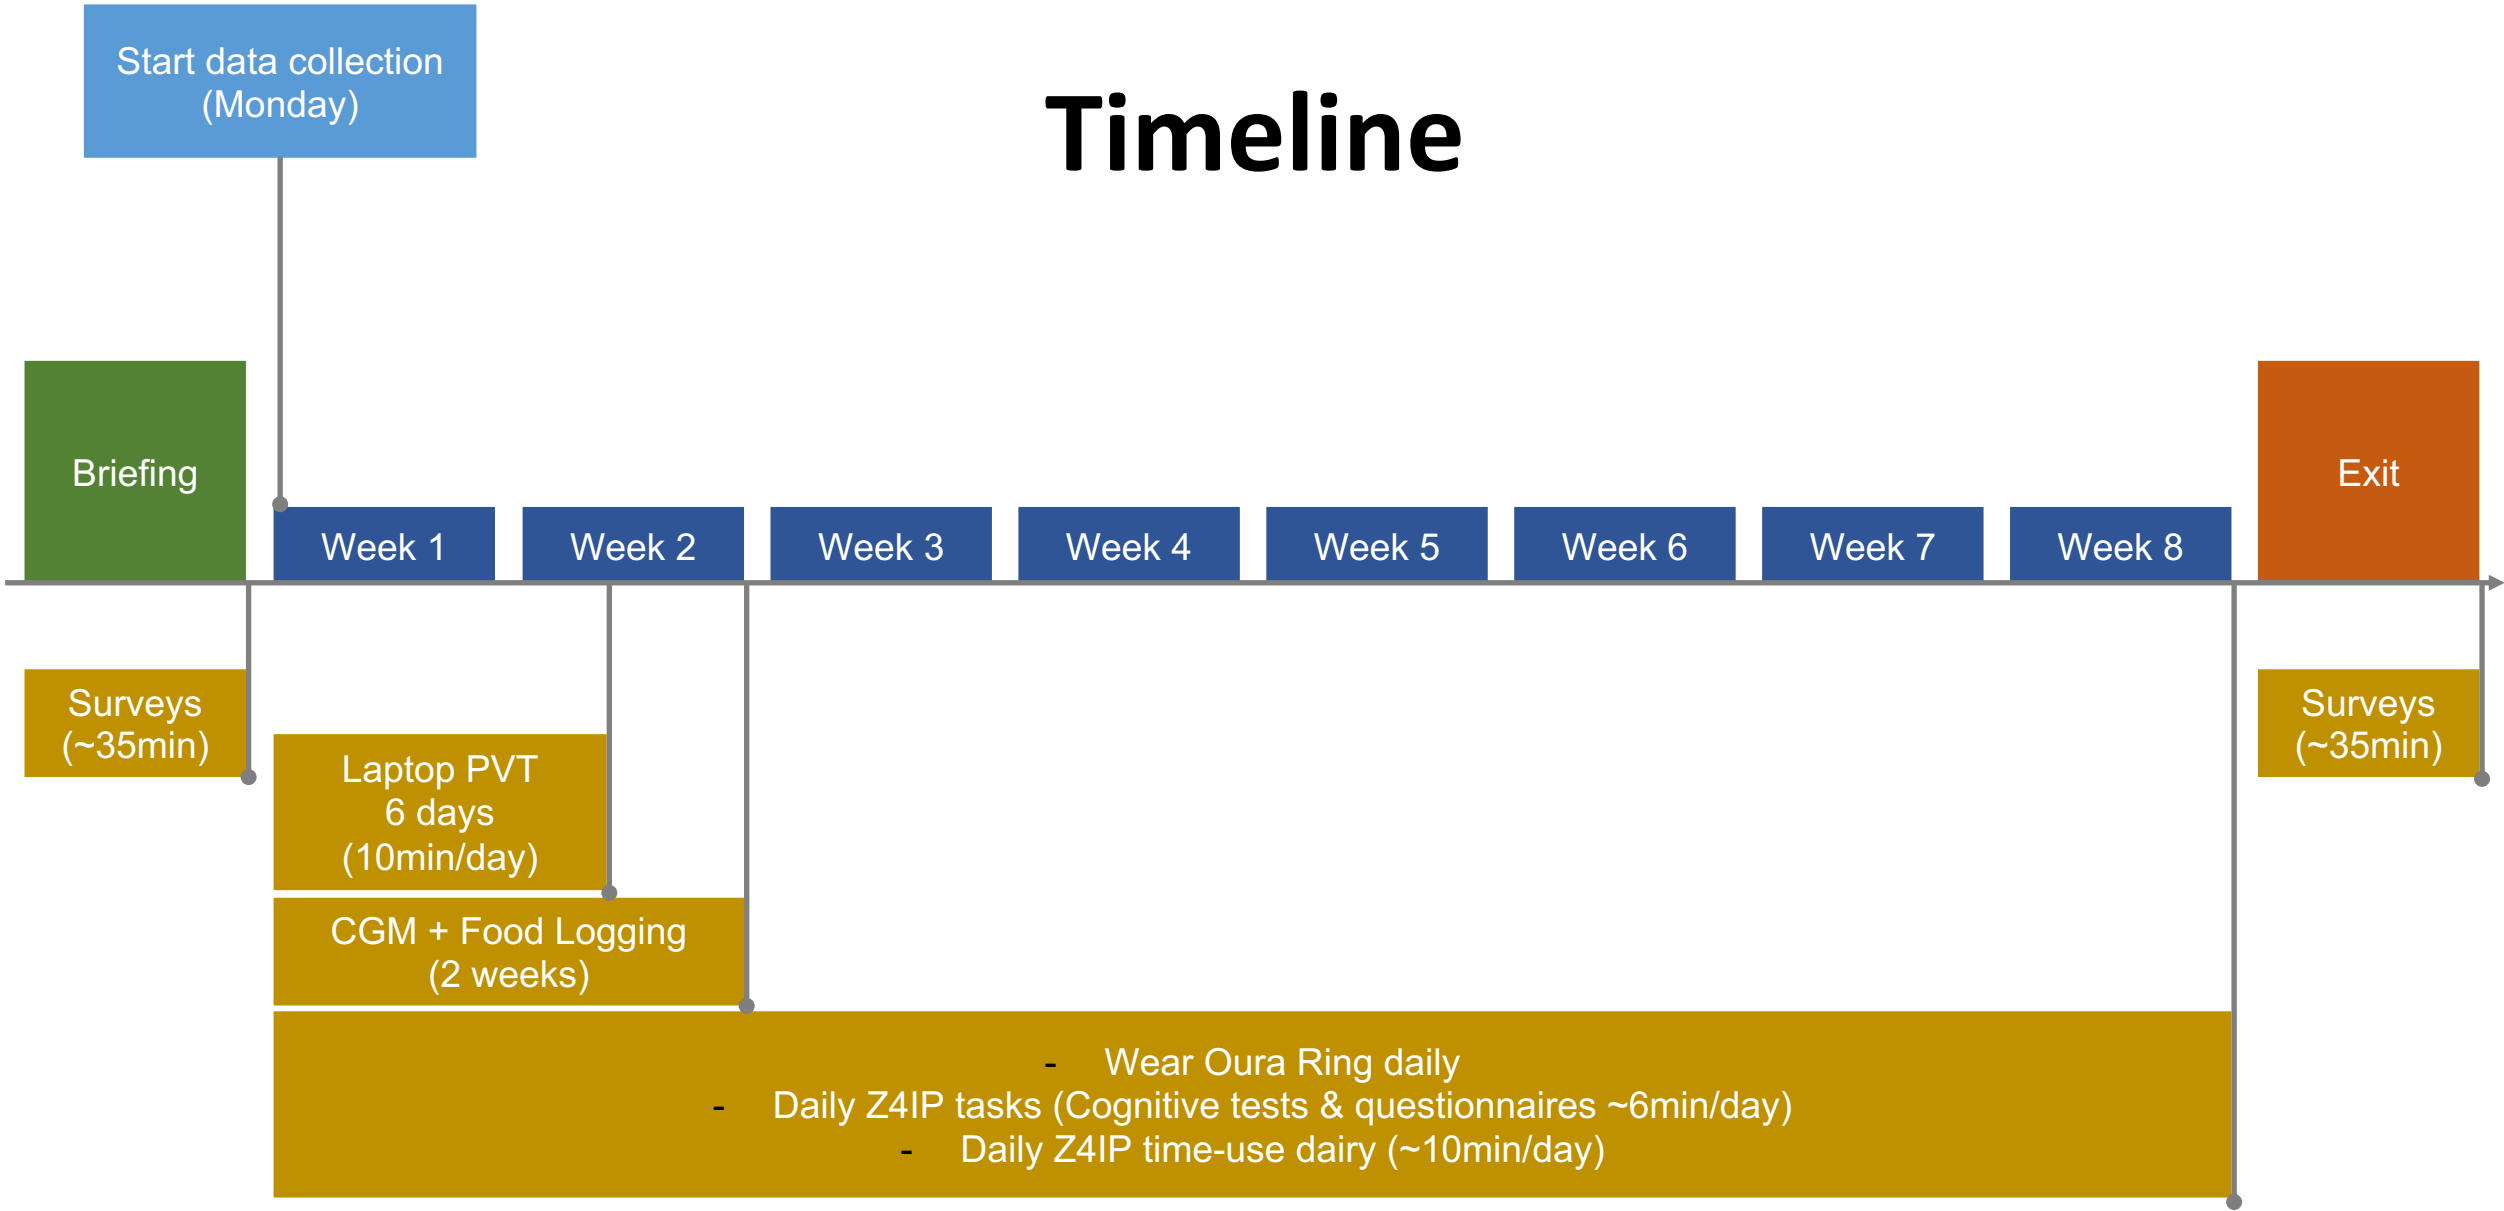 Start data collection
(Monday)
Timeline
Briefing
Exit
Week 1
Week 2
Week 3
Week 4
Week 5
Week 6
Week 7
Week 8
Surveys
(~35min)
Surveys
(~35min)
Laptop PVT
6 days
(10min/day)
CGM + Food Logging
(2 weeks)
- Wear Oura Ring daily
- Daily Z4IP tasks (Cognitive tests & questionnaires ~6min/day)
- Daily Z4IP time-use dairy (~10min/day)